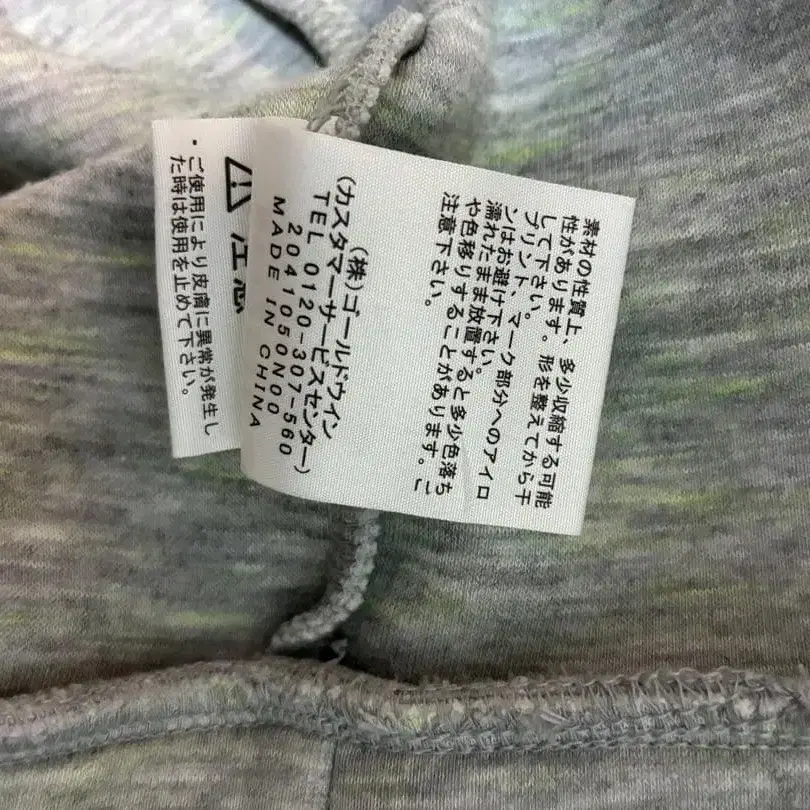 素材の性質上、多少収縮する可能
性があります。形を整えてから干
して下さい。
プリント、マーク部分へのアイロ
ンはお避け下さい。
濡れたまま放置すると多少色落ち
や色移りすることがあります。ご
注意下さい。
(株)ゴールドウイン
(カスタマーサービスセンター)
TEL 0120-307-560
2041050N00
MADE IN CHINA
注意
・ご使用により皮膚に異常が発生し
た時は使用を止めて下さい。